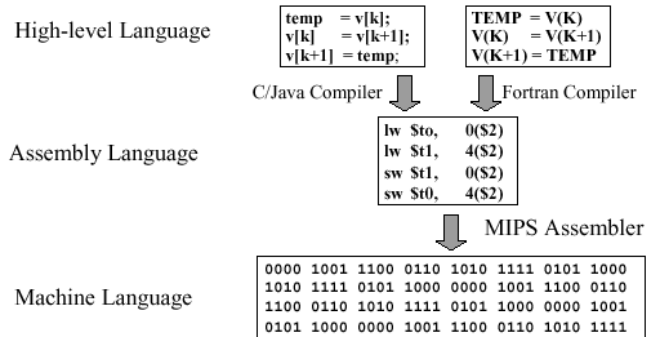 High-level Language
temp = v[k];
v[k] = v[k+1];
v[k+1] = temp;
TEMP = V(K)
V(K) = V(K+1)
V(K+1) = TEMP
C/Java Compiler
Fortran Compiler
Assembly Language
lw $to, 0($2)
lw $t1, 4($2)
sw $t1, 0($2)
sw $t0, 4($2)
MIPS Assembler
Machine Language
0000 1001 1100 0110 1010 1111 0101 1000
1010 1111 0101 1000 0000 1001 1100 0110
1100 0110 1010 1111 0101 1000 0000 1001
0101 1000 0000 1001 1100 0110 1010 1111